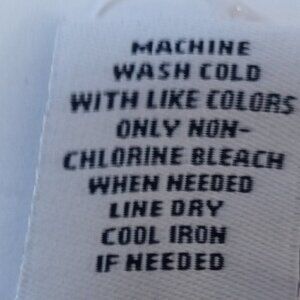 MACHINE
WASH COLD
WITH LIKE COLORS
ONLY NON-
CHLORINE BLEACH
WHEN NEEDED
LINE DRY
COOL IRON
IF NEEDED